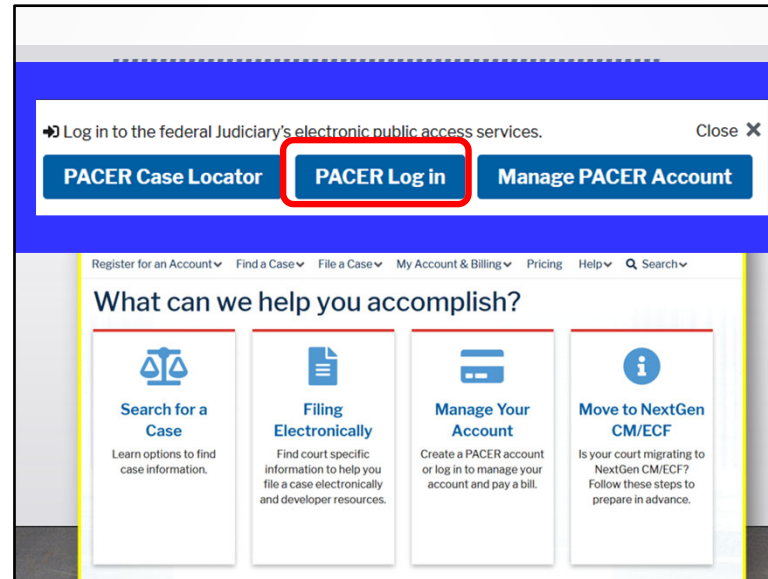 Log in to the federal Judiciary's electronic public access services. Close
PACER Case Locator PACER Log in Manage PACER Account
Register for an Account Find a Case File a Case My Account & Billing Pricing Help Search
What can we help you accomplish?
Search for a
Case
Learn options to find
case information.
Filing
Electronically
Find court specific
information to help you
file a case electronically
and developer resources.
Manage Your
Account
Create a PACER account
or log in to manage your
account and pay a bill.
Move to NextGen
CM/ECF
Is your court migrating to
NextGen CM/ECF?
Follow these steps to
prepare in advance.